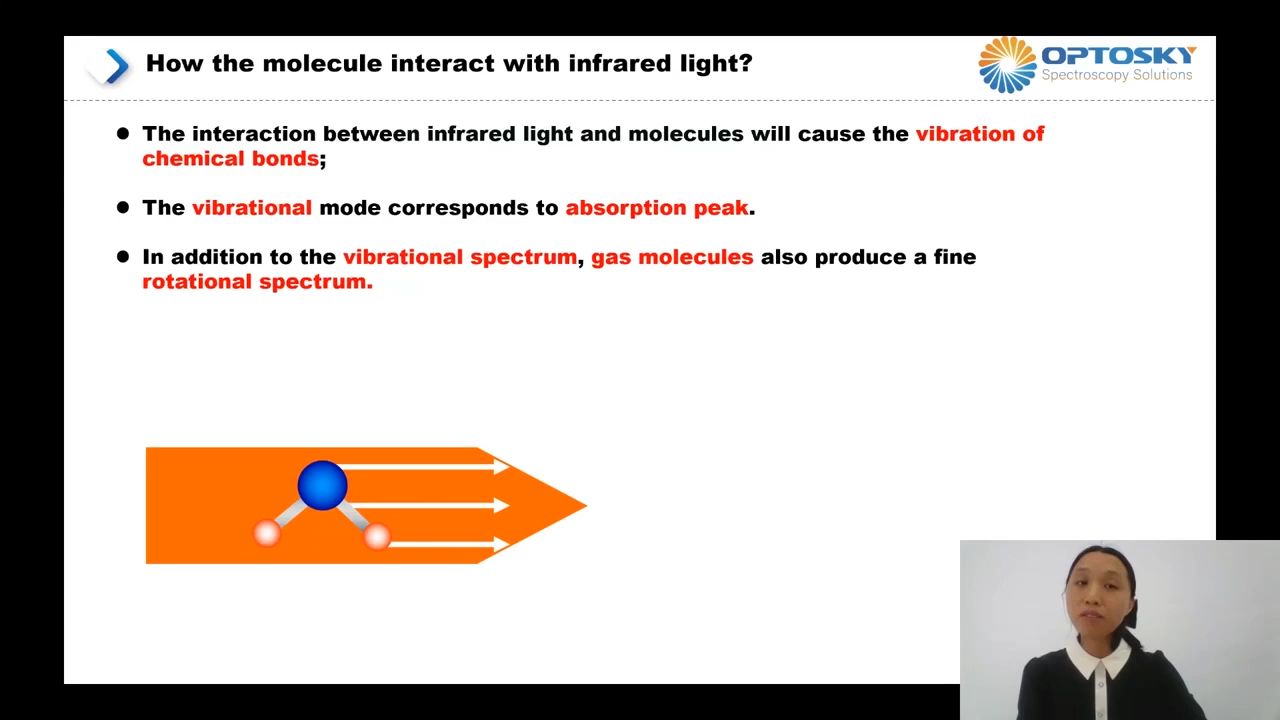 How the molecule interact with infrared light?
OPTOSKY
Spectroscopy Solutions
● The interaction between infrared light and molecules will cause the vibration of
chemical bonds;
● The vibrational mode corresponds to absorption peak.
● In addition to the vibrational spectrum, gas molecules also produce a fine
rotational spectrum.